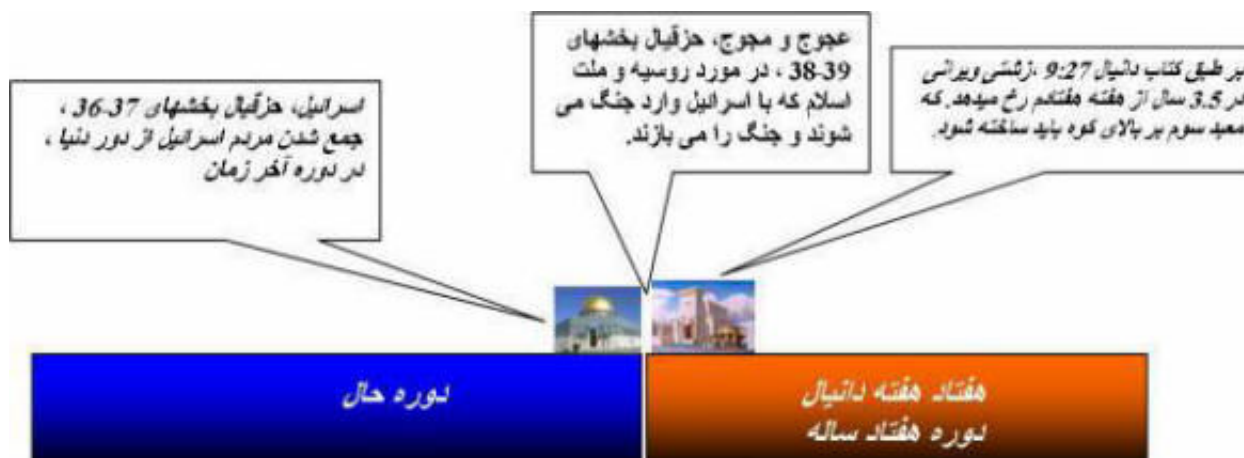 اسرائیل، حزقیال بخشهای 37-36 ،
جمع شدن مردم اسرائیل از دور دنیا ،
در دوره آخر زمان
عجوج و مجوج، حزقیال بخشهای
39-38 ، در مورد روسیه و ملت
اسلام که با اسرائیل وارد جنگ می
شوند و جنگ را می بازند.
بر طبق کتاب دانیال 9:27 ،زشتی ویرانی
در 3.5 سال از هفته هفتادم رخ میدهد. که
معبد سوم بر بالای کوه باید ساخته شود.
دوره حال
هفتاد هفته دانیال
دوره هفتاد ساله